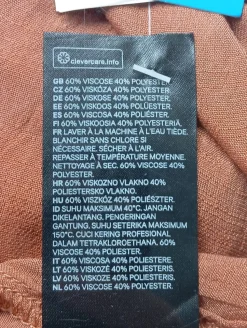 clevercare.info
GB 60% VISCOSE 40% POLYESTER
CZ 60% VISKÓZA 40% POLYESTER
DE 60% VISKOSE 40% POLYESTER
EE 60% VISKOOS 40% POLÜESTER
ES 60% VISCOSA 40% POLIÉSTER
FI 60% VISKOOSIA 40% POLYESTERIÄ
FR LAVER À LA MACHINE À L'EAU TIÈDE.
BLANCHIR SANS CHLORE SI
NÉCESSAIRE. SÉCHER À L'AIR.
REPASSER À TEMPÉRATURE MOYENNE.
NETTOYAGE À SEC. 60% VISCOSE 40%
POLYESTER
HR 60% VISKOZNO VLAKNO 40%
POLIESTERSKO VLAKNO
HU 60% VISZKÓZ 40% POLIÉSZTER
ID SUHU MAKSIMUM 40°C. JANGAN
DIKELANTANG. PENGERINGAN
GANTUNG. SUHU SETERIKA MAKSIMUM
150°C. CUCI KERING PROFESIONAL
DALAM TETRAKLOROETHANA. 60%
VISCOSE 40% POLYESTER
IT 60% VISCOSA 40% POLIESTERE
LT 60% VISKOZĖ 40% POLIESTERIS
LV 60% VISKOZE 40% POLIESTERS
NL 60% VISCOSE 40% POLYESTER